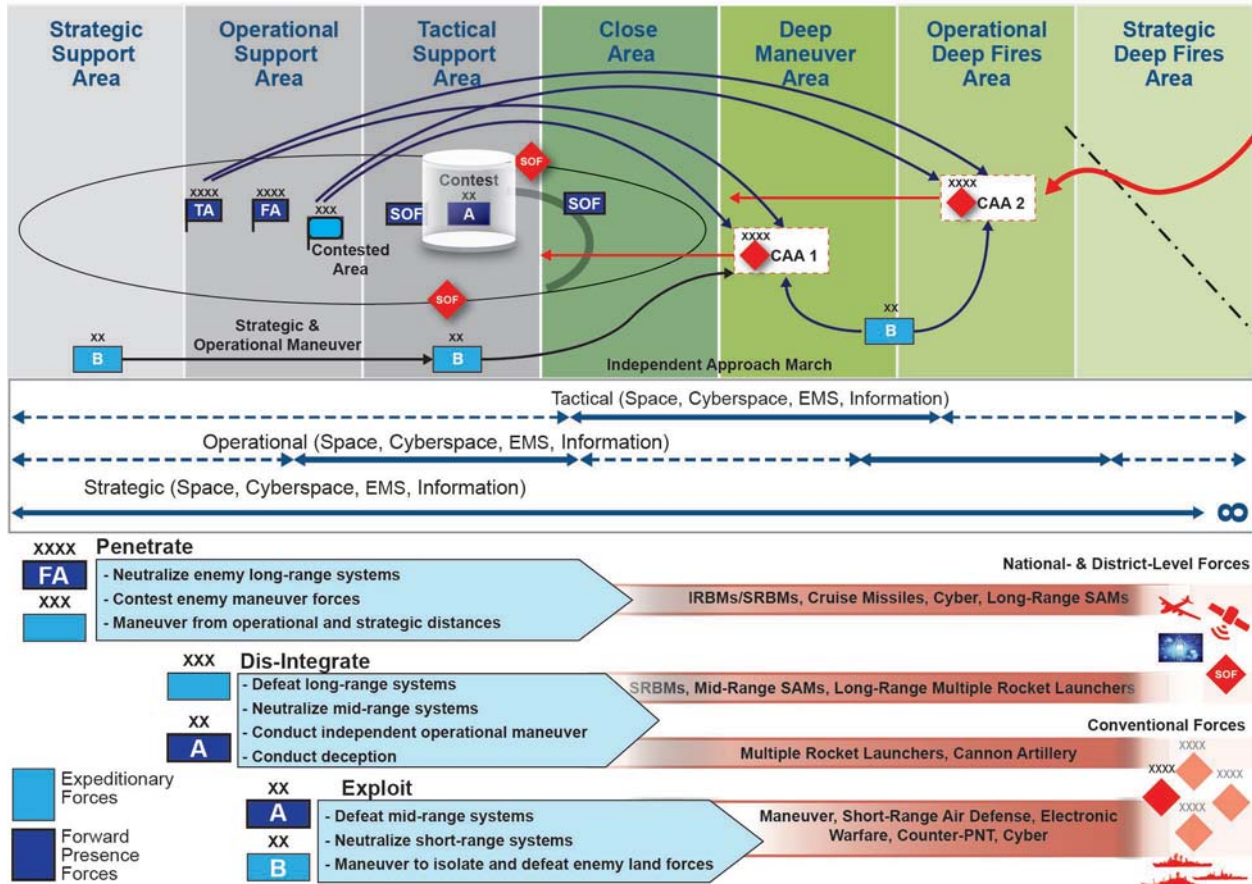 Strategic
Support
Area
Operational
Support
Area
Tactical
Support
Area
Close
Area
Deep
Maneuver
Area
Operational
Deep Fires
Area
Strategic
Deep Fires
Area
SOF
XXXX
TA
XXXX
FA
XXX
Contested
Area
SOF
Contest
XX
A
SOF
XXXX
CAA 2
XXXX
CAA 1
SOF
XX
B
Strategic &
Operational Maneuver
XX
B
XX
B
Independent Approach March
Tactical (Space, Cyberspace, EMS, Information)
Operational (Space, Cyberspace, EMS, Information)
Strategic (Space, Cyberspace, EMS, Information)
∞
XXXX
FA
XXX
Penetrate
- Neutralize enemy long-range systems
- Contest enemy maneuver forces
- Maneuver from operational and strategic distances
National- & District-Level Forces
IRBMs/SRBMs, Cruise Missiles, Cyber, Long-Range SAMs
XXX
XX
A
Dis-Integrate
- Defeat long-range systems
- Neutralize mid-range systems
- Conduct independent operational maneuver
- Conduct deception
SRBMs, Mid-Range SAMs, Long-Range Multiple Rocket Launchers
SOF
Conventional Forces
Multiple Rocket Launchers, Cannon Artillery
XXXX
XXXX
XXXX
XXXX
XX
A
XX
B
Exploit
- Defeat mid-range systems
- Neutralize short-range systems
- Maneuver to isolate and defeat enemy land forces
Maneuver, Short-Range Air Defense, Electronic
Warfare, Counter-PNT, Cyber
Expeditionary
Forces
Forward
Presence
Forces